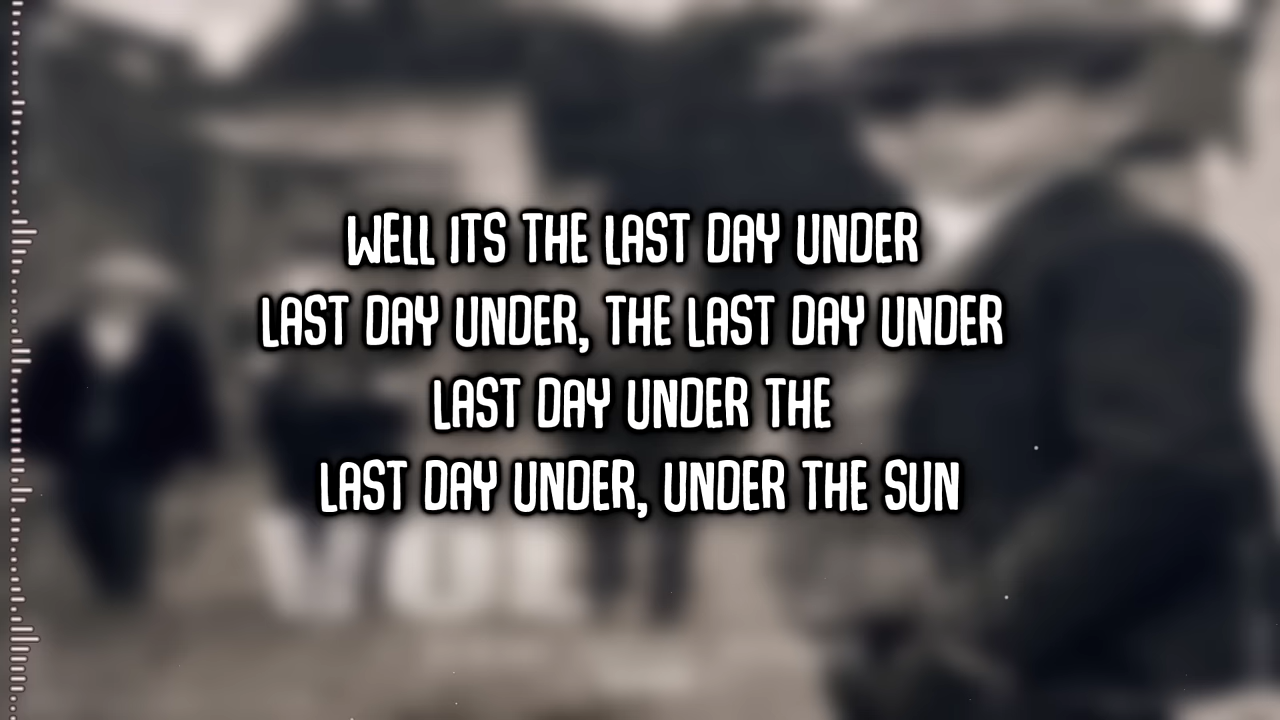 WELL ITS THE LAST DAY UNDER
LAST DAY UNDER, THE LAST DAY UNDER
LAST DAY UNDER THE
LAST DAY UNDER, UNDER THE SUN